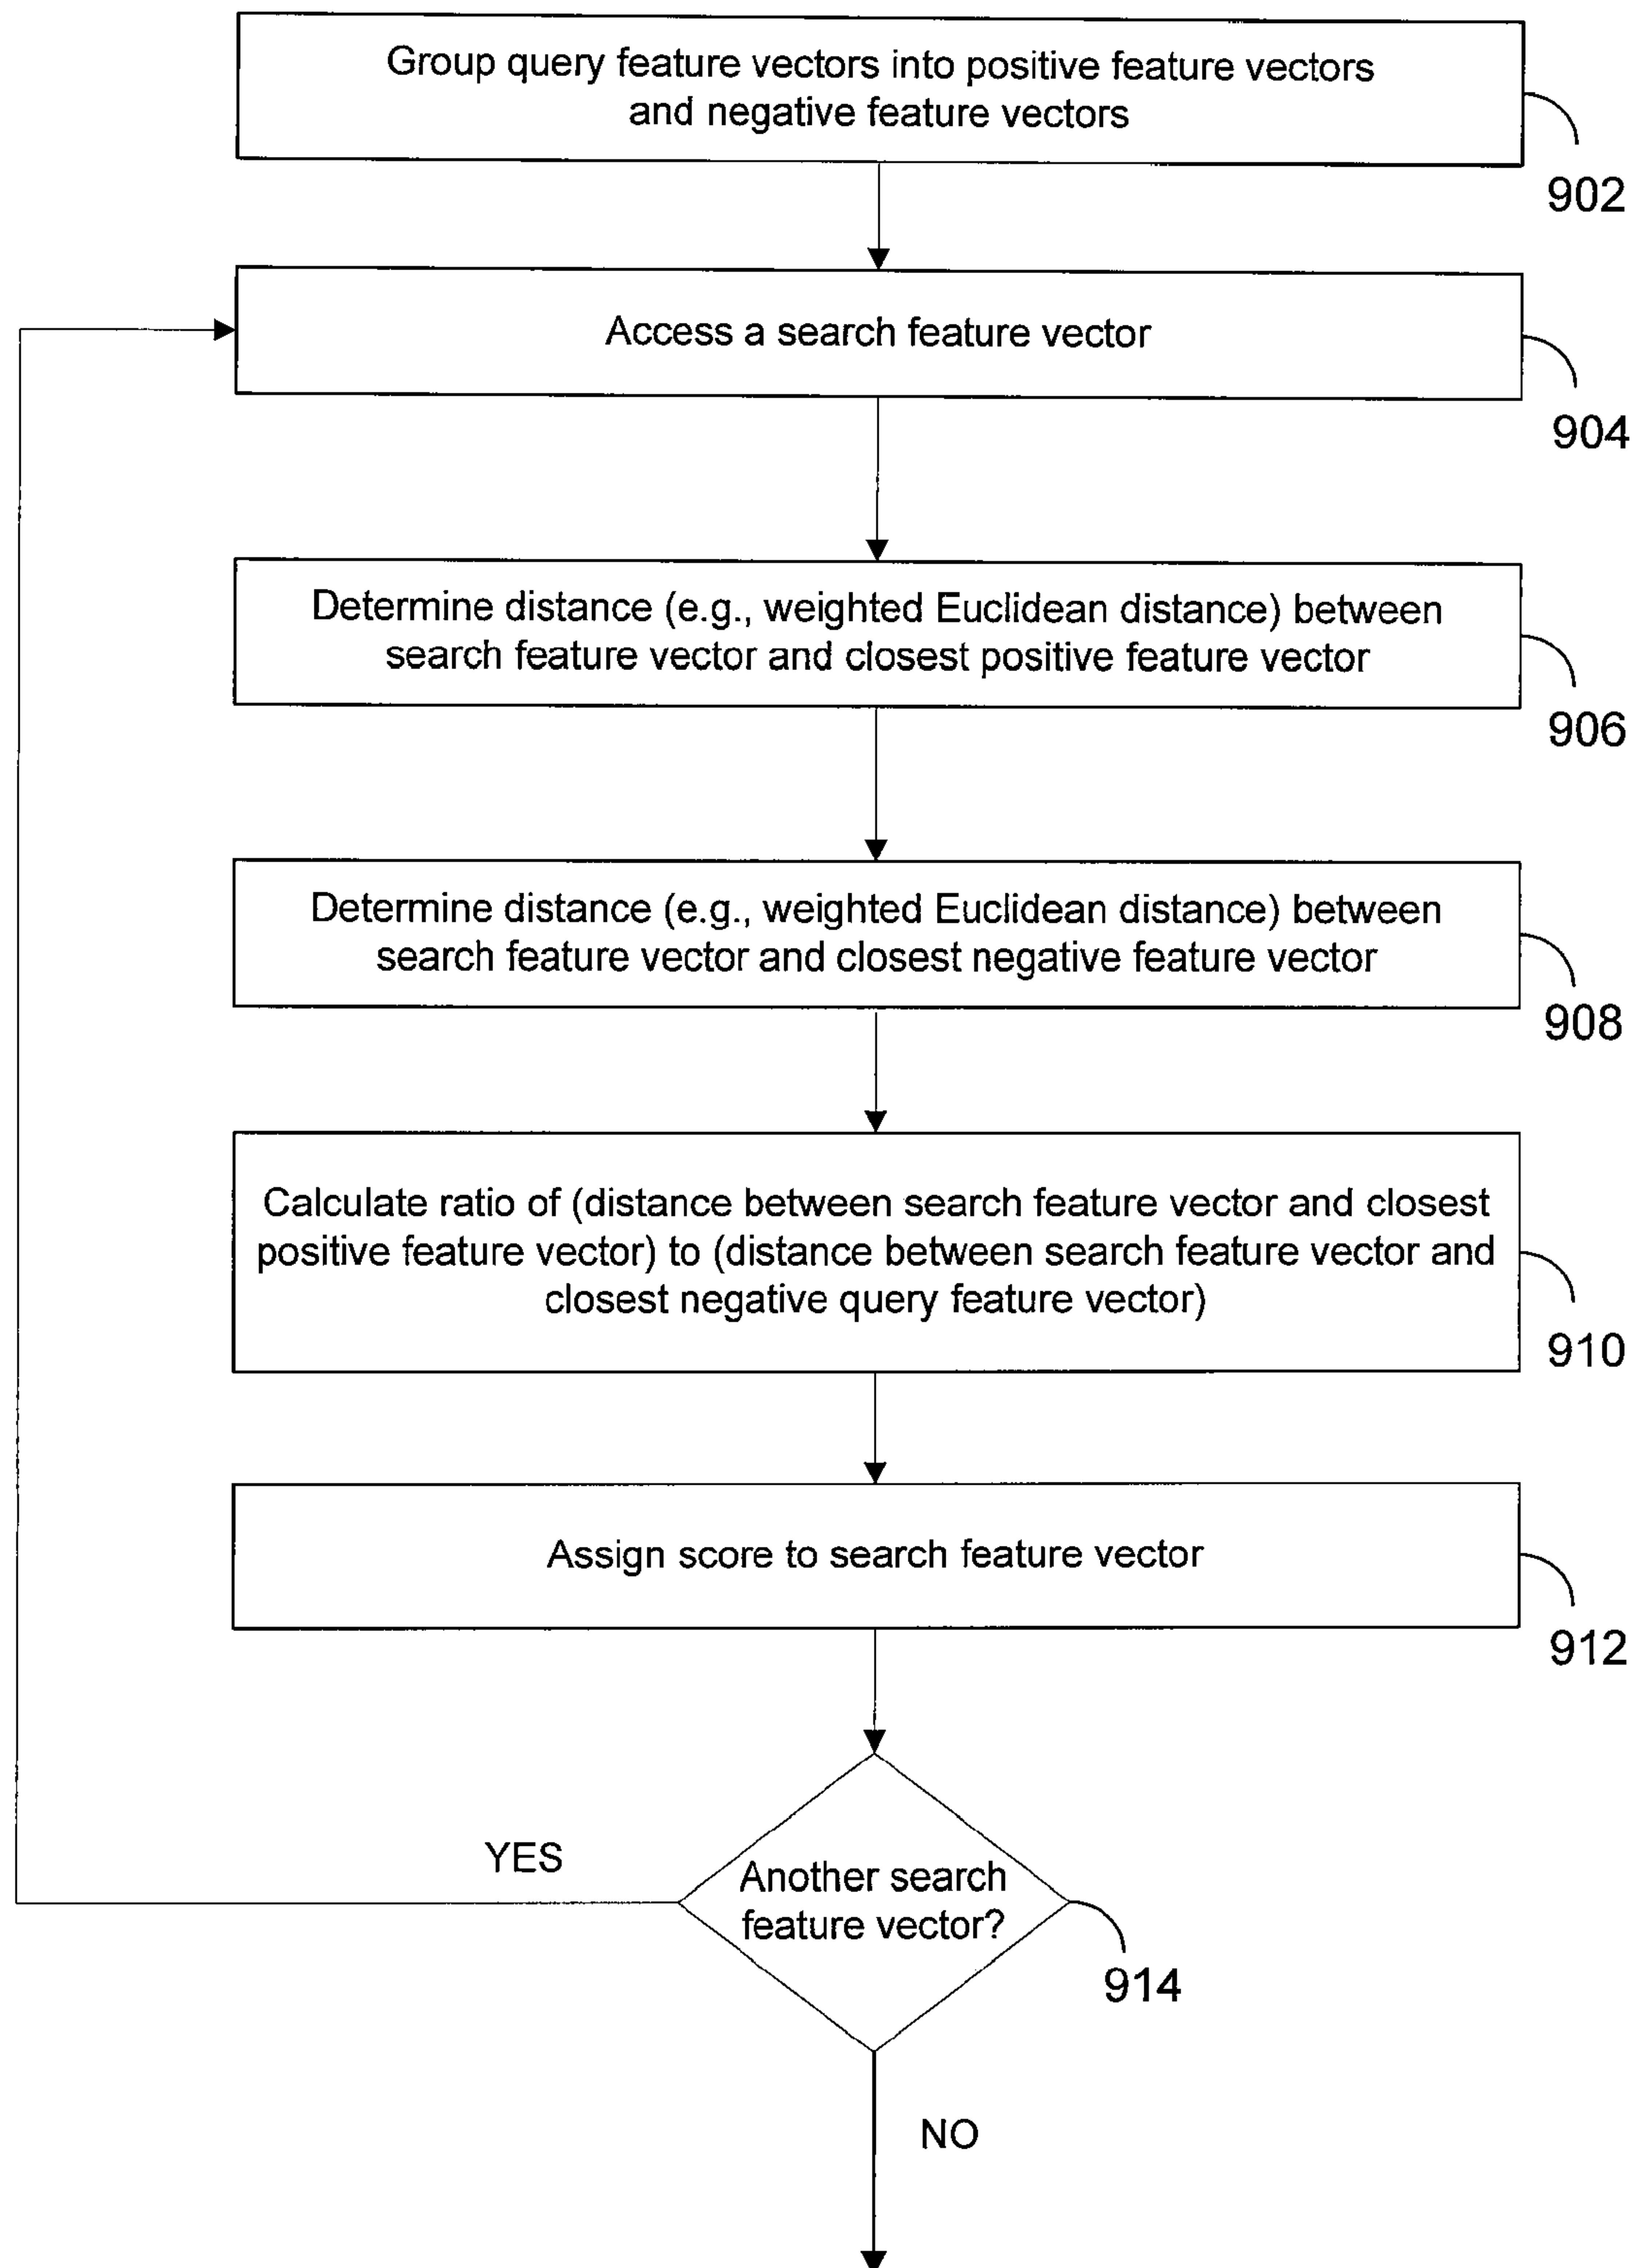 Group query feature vectors into positive feature vectors
and negative feature vectors
902
Access a search feature vector
904
Determine distance (e.g., weighted Euclidean distance) between
search feature vector and closest positive feature vector
906
Determine distance (e.g., weighted Euclidean distance) between
search feature vector and closest negative feature vector
908
Calculate ratio of (distance between search feature vector and closest
positive feature vector) to (distance between search feature vector and
closest negative query feature vector)
910
Assign score to search feature vector
912
YES
Another search
feature vector?
914
NO